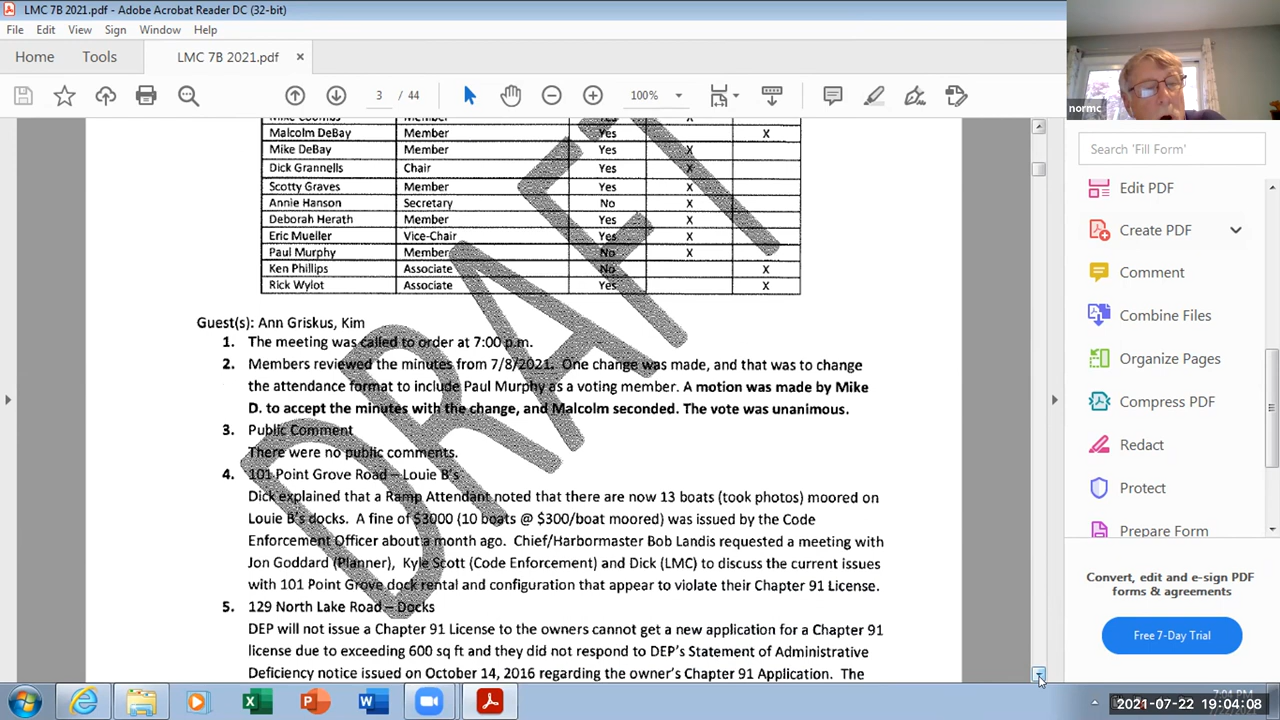 LMC 7B 2021.pdf - Adobe Acrobat Reader DC (32-bit)
File Edit View Sign Window Help
Home Tools LMC 7B 2021.pdf ×
3 / 44 100%
normc
Mike Coombs Member Yes X
Malcolm DeBay Member Yes X
Mike DeBay Member Yes X
Dick Grannells Chair Yes X
Scotty Graves Member Yes X
Annie Hanson Secretary No X
Deborah Herath Member Yes X
Eric Mueller Vice-Chair Yes X
Paul Murphy Member No X
Ken Phillips Associate No X
Rick Wylot Associate Yes X
DRAFT
Guest(s): Ann Griskus, Kim
1. The meeting was called to order at 7:00 p.m.
2. Members reviewed the minutes from 7/8/2021. One change was made, and that was to change
the attendance format to include Paul Murphy as a voting member. A motion was made by Mike
D. to accept the minutes with the change, and Malcolm seconded. The vote was unanimous.
3. Public Comment
There were no public comments.
4. 101 Point Grove Road – Louie B's
Dick explained that a Ramp Attendant noted that there are now 13 boats (took photos) moored on
Louie B's docks. A fine of $3000 (10 boats @ $300/boat moored) was issued by the Code
Enforcement Officer about a month ago. Chief/Harbormaster Bob Landis requested a meeting with
Jon Goddard (Planner), Kyle Scott (Code Enforcement) and Dick (LMC) to discuss the current issues
with 101 Point Grove dock rental and configuration that appear to violate their Chapter 91 License.
5. 129 North Lake Road – Docks
DEP will not issue a Chapter 91 License to the owners cannot get a new application for a Chapter 91
license due to exceeding 600 sq ft and they did not respond to DEP's Statement of Administrative
Deficiency notice issued on October 14, 2016 regarding the owner's Chapter 91 Application. The
Search 'Fill Form'
Edit PDF
Create PDF
Comment
Combine Files
Organize Pages
Compress PDF
Redact
Protect
Prepare Form
Convert, edit and e-sign PDF
forms & agreements
Free 7-Day Trial
7:04 PM
2021-07-22 19:04:08